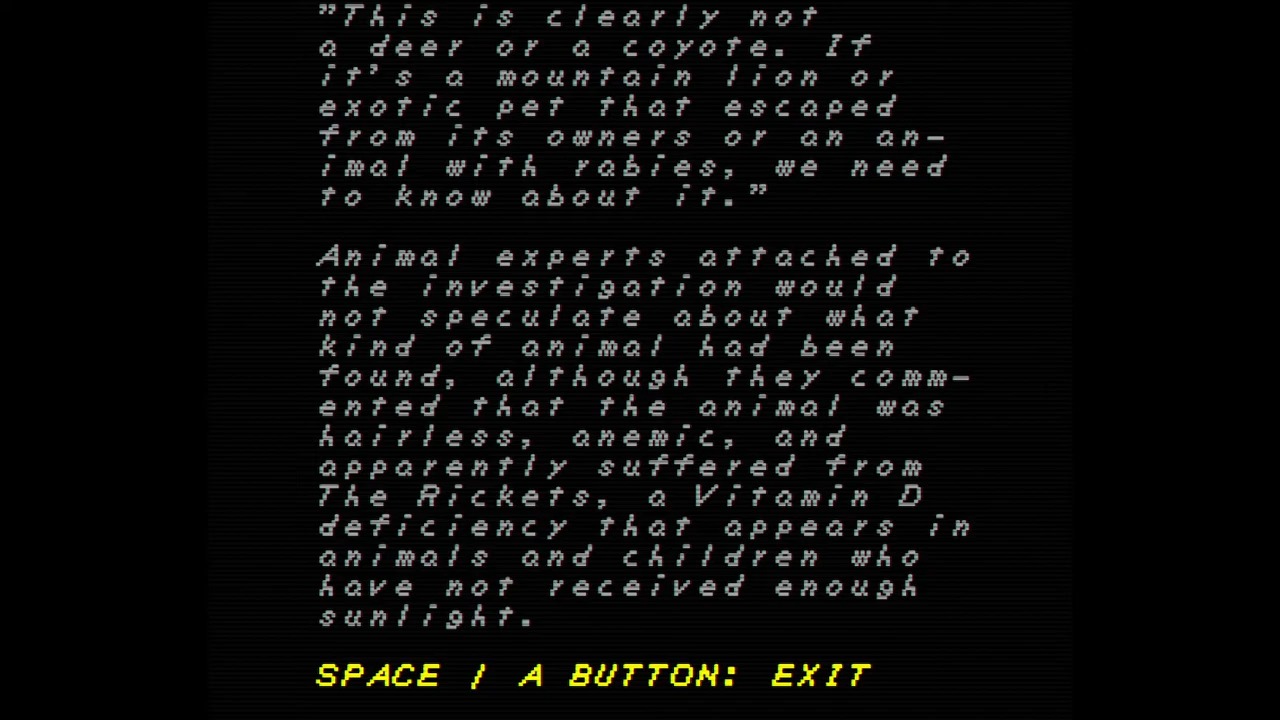 "This is clearly not
a deer or a coyote. If
it's a mountain lion or
exotic pet that escaped
from its owners or an an-
imal with rabies, we need
to know about it."
Animal experts attached to
the investigation would
not speculate about what
kind of animal had been
found, although they comm-
ented that the animal was
hairless, anemic, and
apparently suffered from
The Rickets, a Vitamin D
deficiency that appears in
animals and children who
have not received enough
sunlight.
SPACE / A BUTTON: EXIT